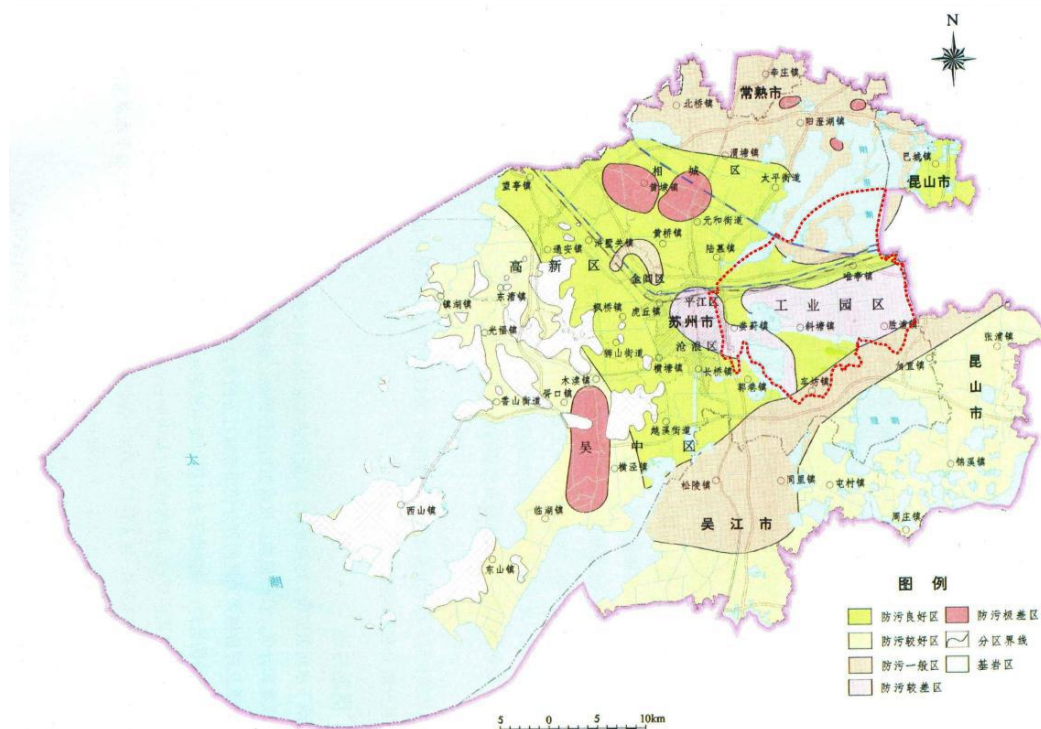 N
辛庄镇
常熟市
北桥镇
阳澄湖镇
渭塘镇
巴城镇
相城区
太平街道
昆山市
望亭镇
黄埭镇
元和街道
黄桥镇
浒墅关镇
通安镇
陆慕镇
高新区
金阊区
唯亭镇
东渚镇
镇湖镇
枫桥镇
虎丘镇
平江区
工业园区
苏州市
娄葑镇
斜塘镇
胜浦镇
光福镇
沧浪区
张浦镇
狮山街道
横塘镇
长桥镇
甪直镇
木渎镇
郭巷镇
车坊镇
昆山市
香山街道
胥口镇
越溪街道
吴中区
太
横泾镇
锦溪镇
松陵镇
同里镇
屯村镇
西山镇
临湖镇
吴江市
周庄镇
东山镇
湖
图例
防污良好区
防污极差区
防污较好区
分区界线
防污一般区
基岩区
防污较差区
5 0 5 10km